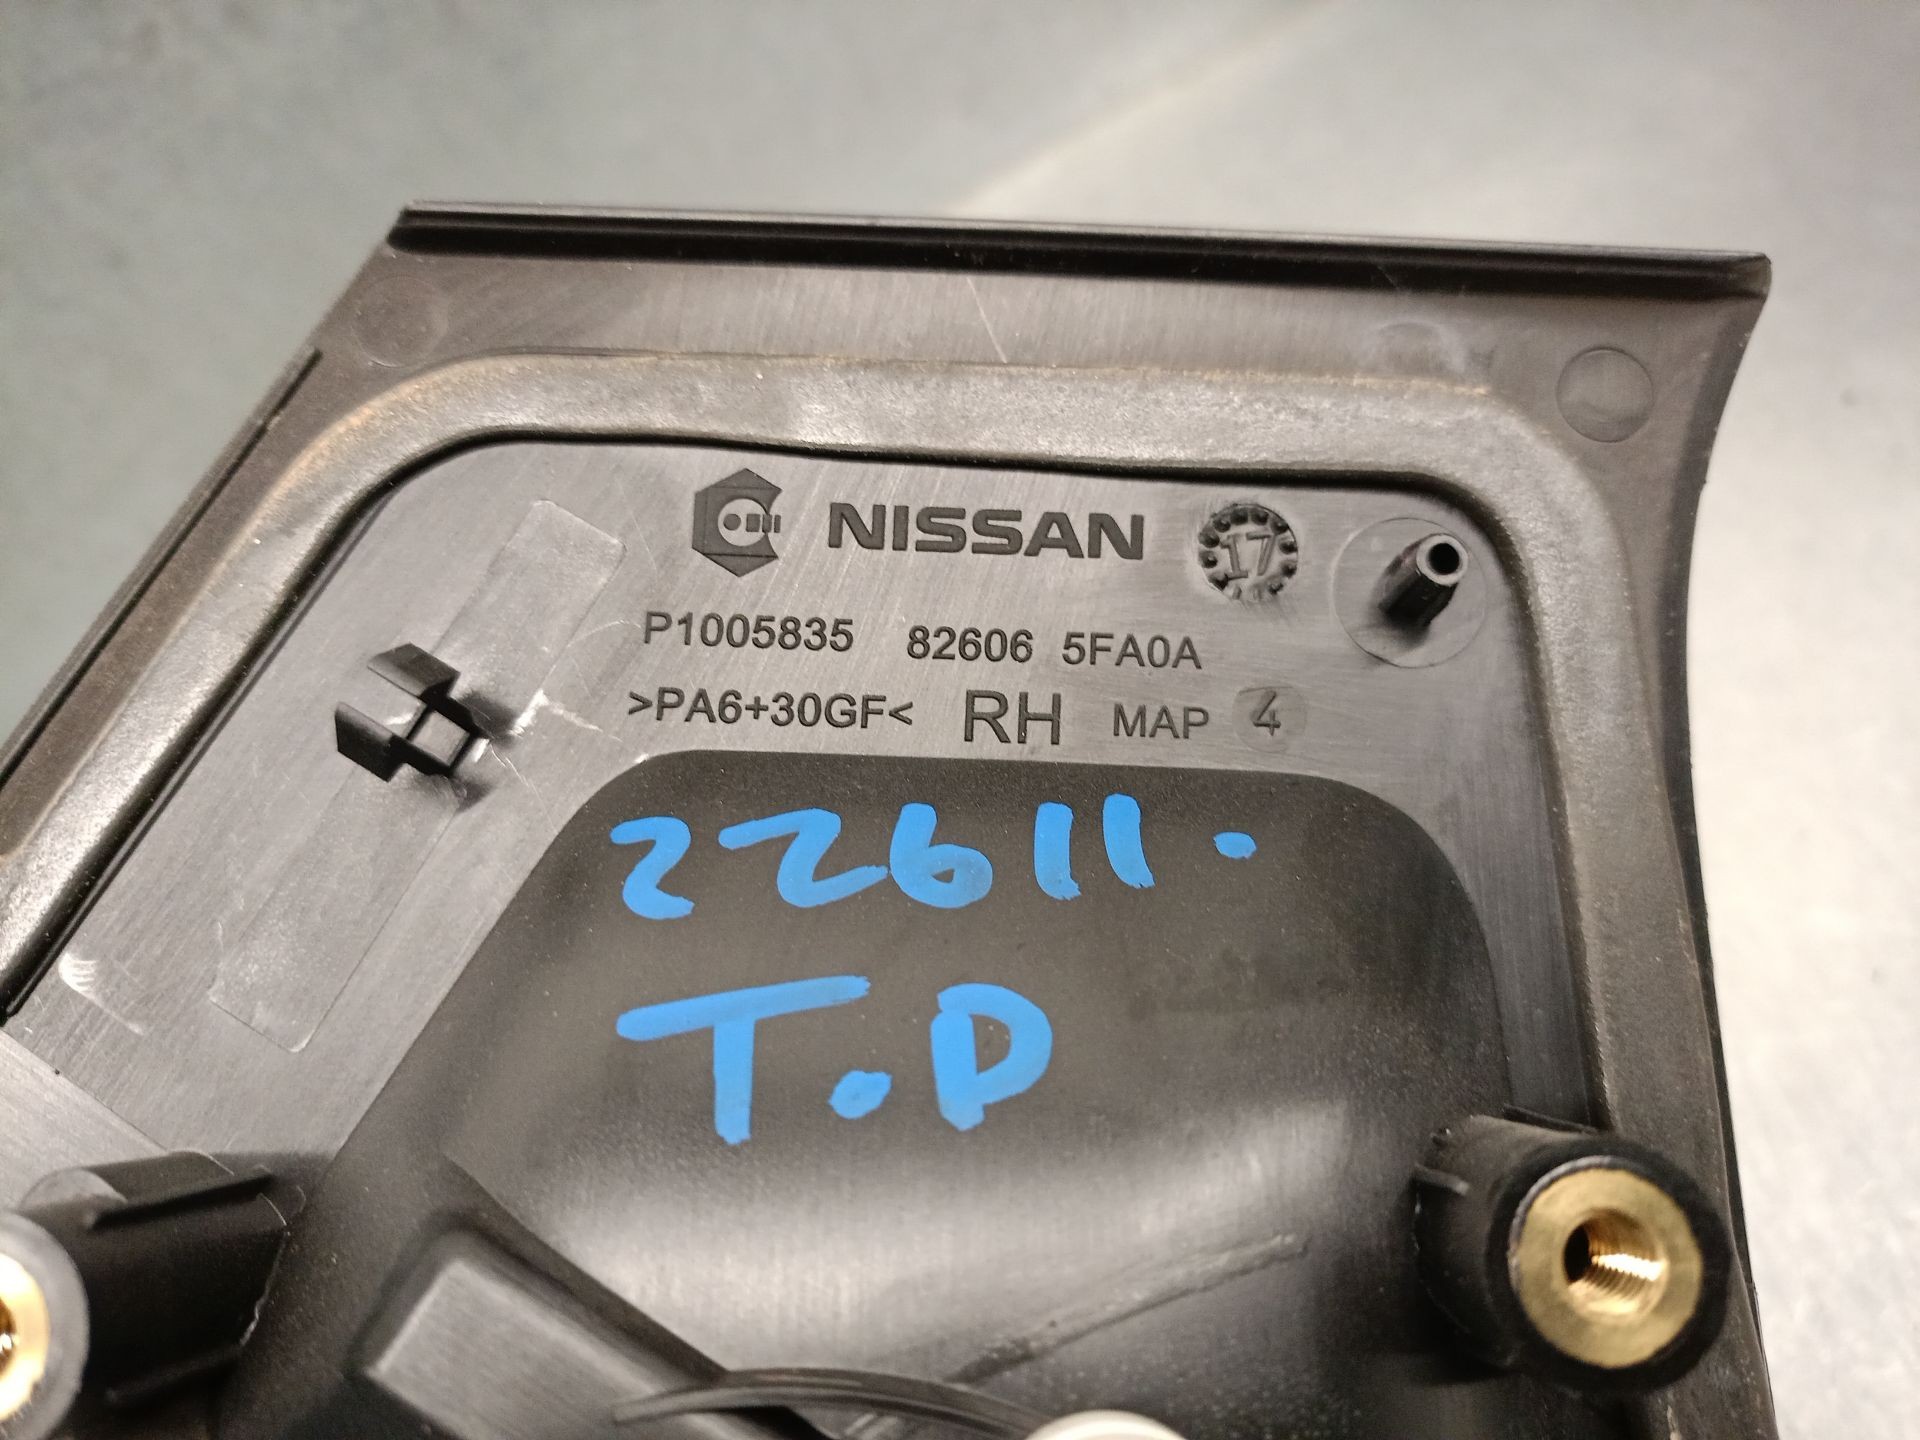 NISSAN 17
P1005835 82606 5FA0A
>PA6+30GF< RH MAP 4
22611.
T.D